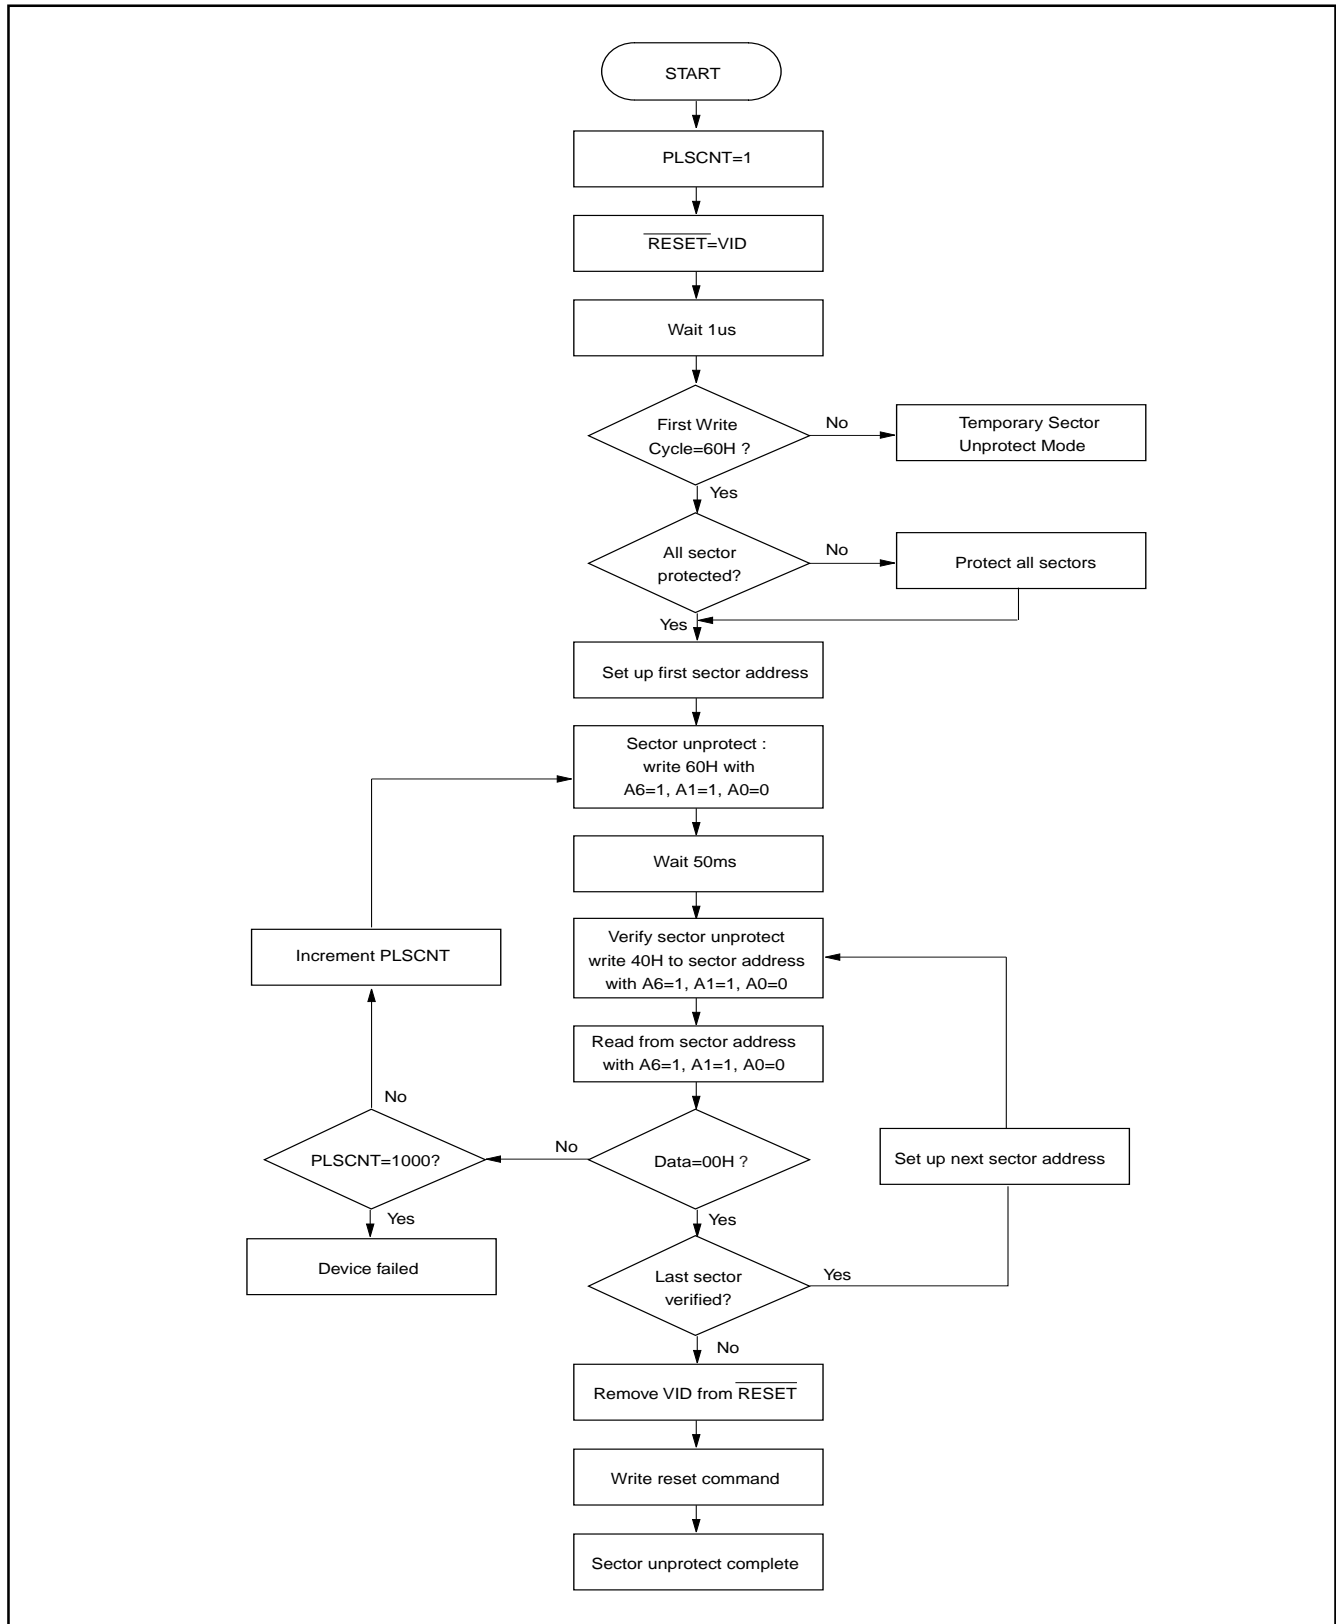 START
PLSCNT=1
RESET=VID
Wait 1us
First Write
Cycle=60H ?
No
Temporary Sector
Unprotect Mode
Yes
All sector
protected?
No
Protect all sectors
Yes
Set up first sector address
Sector unprotect :
write 60H with
A6=1, A1=1, A0=0
Wait 50ms
Increment PLSCNT
Verify sector unprotect
write 40H to sector address
with A6=1, A1=1, A0=0
Read from sector address
with A6=1, A1=1, A0=0
No
PLSCNT=1000?
No
Data=00H ?
Set up next sector address
Yes
Yes
Device failed
Last sector
verified?
Yes
No
Remove VID from RESET
Write reset command
Sector unprotect complete